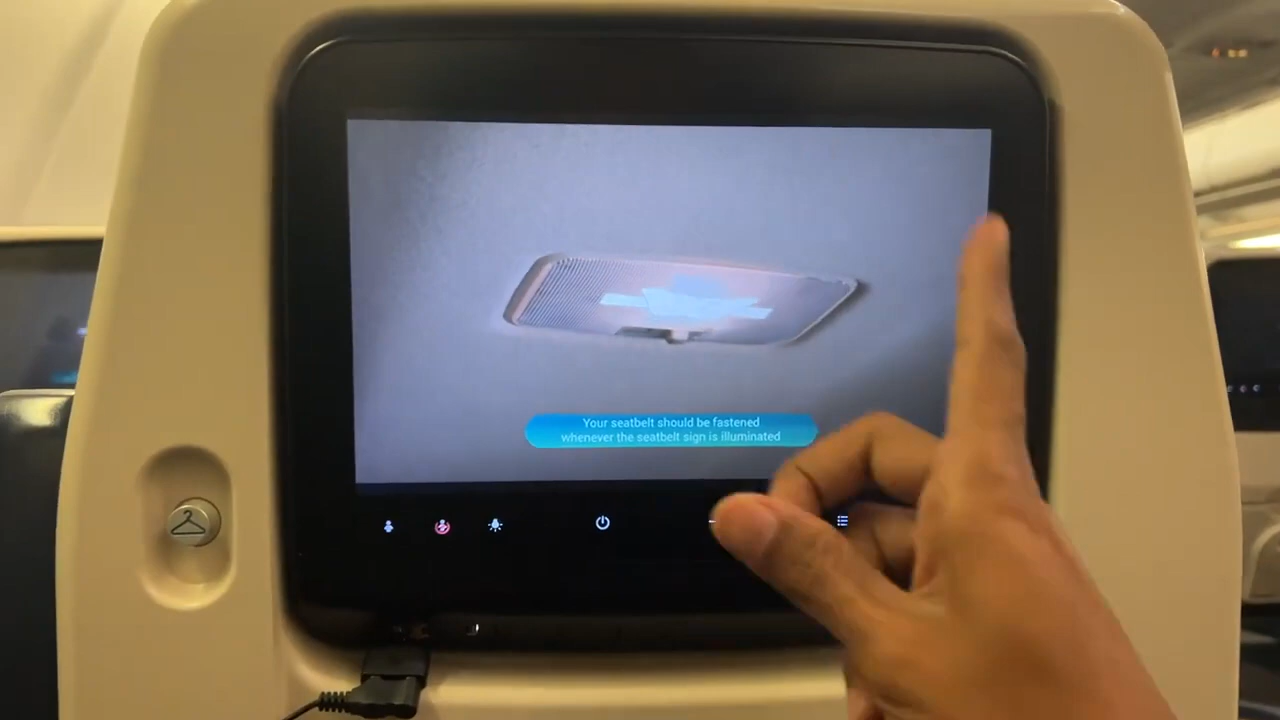 Your seatbelt should be fastened
whenever the seatbelt sign is illuminated